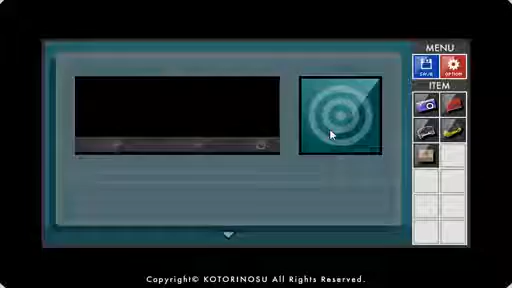 MENU
SAVE
OPTION
ITEM
Copyright© KOTORINOSU All Rights Reserved.